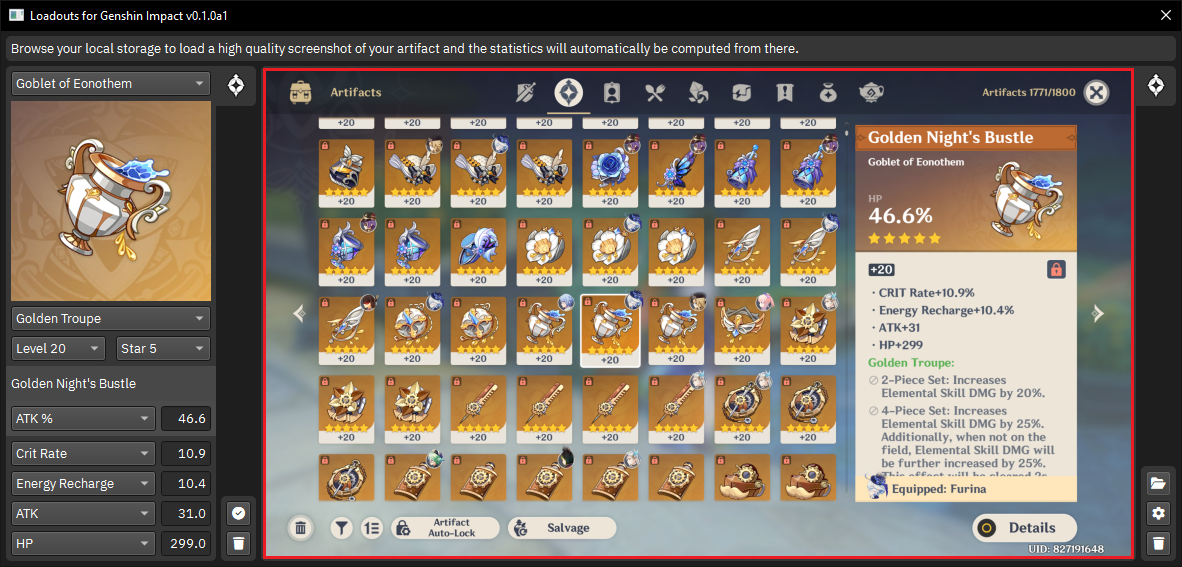 Loadouts for Genshin Impact v0.1.0a1
Browse your local storage to load a high quality screenshot of your artifact and the statistics will automatically be computed from there.
Goblet of Eonothem
Golden Troupe
Level 20
Star 5
Golden Night's Bustle
ATK %
46.6
Crit Rate
10.9
Energy Recharge
10.4
ATK
31.0
HP
299.0
Artifacts
Artifacts 1771/1800
+20 +20 +20 +20 +20 +20 +20 +20
+20 +20 +20 +20 +20 +20 +20 +20
+20 +20 +20 +20 +20 +20 +20 +20
+20 +20 +20 +20 +20 +20 +20 +20
+20 +20 +20 +20 +20 +20 +20 +20
Artifact
Auto-Lock
Salvage
Golden Night's Bustle
Goblet of Eonothem
HP
46.6%
+20
· CRIT Rate+10.9%
· Energy Recharge+10.4%
· ATK+31
· HP+299
Golden Troupe:
2-Piece Set: Increases
Elemental Skill DMG by 20%.
4-Piece Set: Increases
Elemental Skill DMG by 25%.
Additionally, when not on the
field, Elemental Skill DMG will
be further increased by 25%.
This effect will be cleared 2s
Equipped: Furina
Details
UID: 827191648